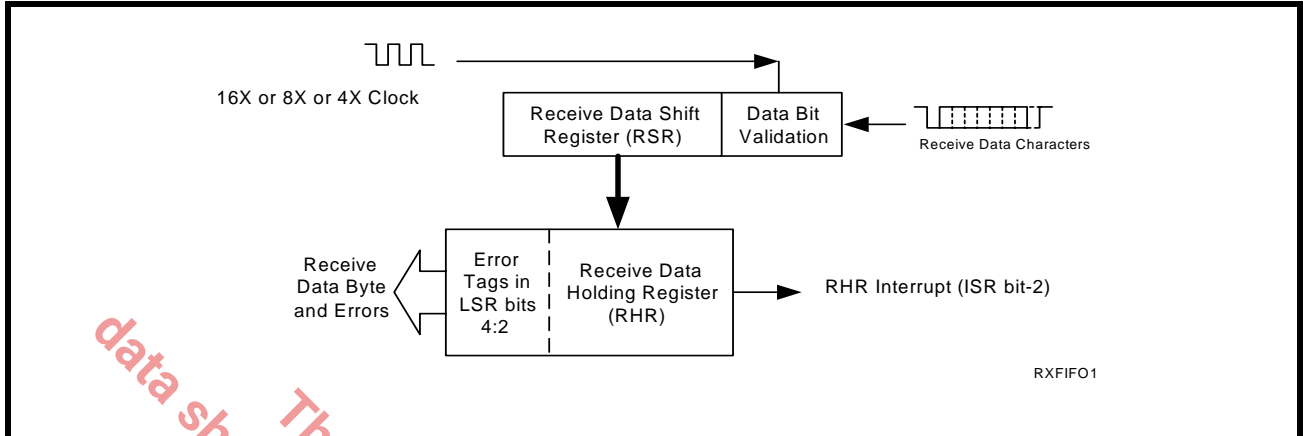 16X or 8X or 4X Clock
Receive Data Shift
Register (RSR)
Data Bit
Validation
Receive Data Characters
Receive
Data Byte
and Errors
Error
Tags in
LSR bits
4:2
Receive Data
Holding Register
(RHR)
RHR Interrupt (ISR bit-2)
RXFIFO1
data sh
Th